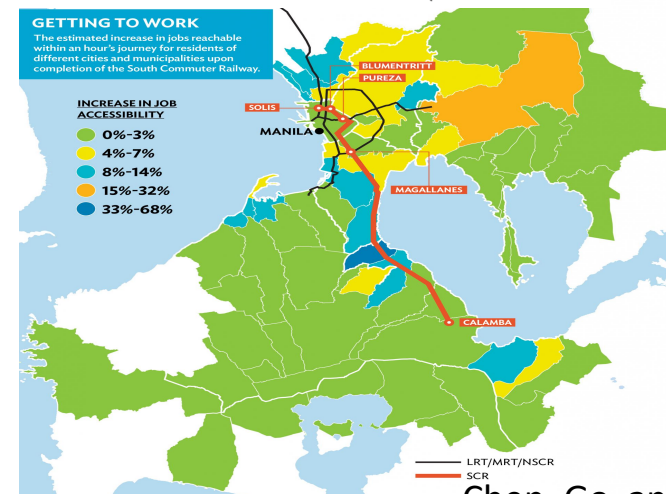 GETTING TO WORK
The estimated increase in jobs reachable
within an hour's journey for residents of
different cities and municipalities upon
completion of the South Commuter Railway.
INCREASE IN JOB
ACCESSIBILITY
0%-3%
4%-7%
8%-14%
15%-32%
33%-68%
BLUMENTRITT
PUREZA
SOLIS
MANILA
MAGALLANES
CALAMBA
LRT/MRT/NSCR
SCR